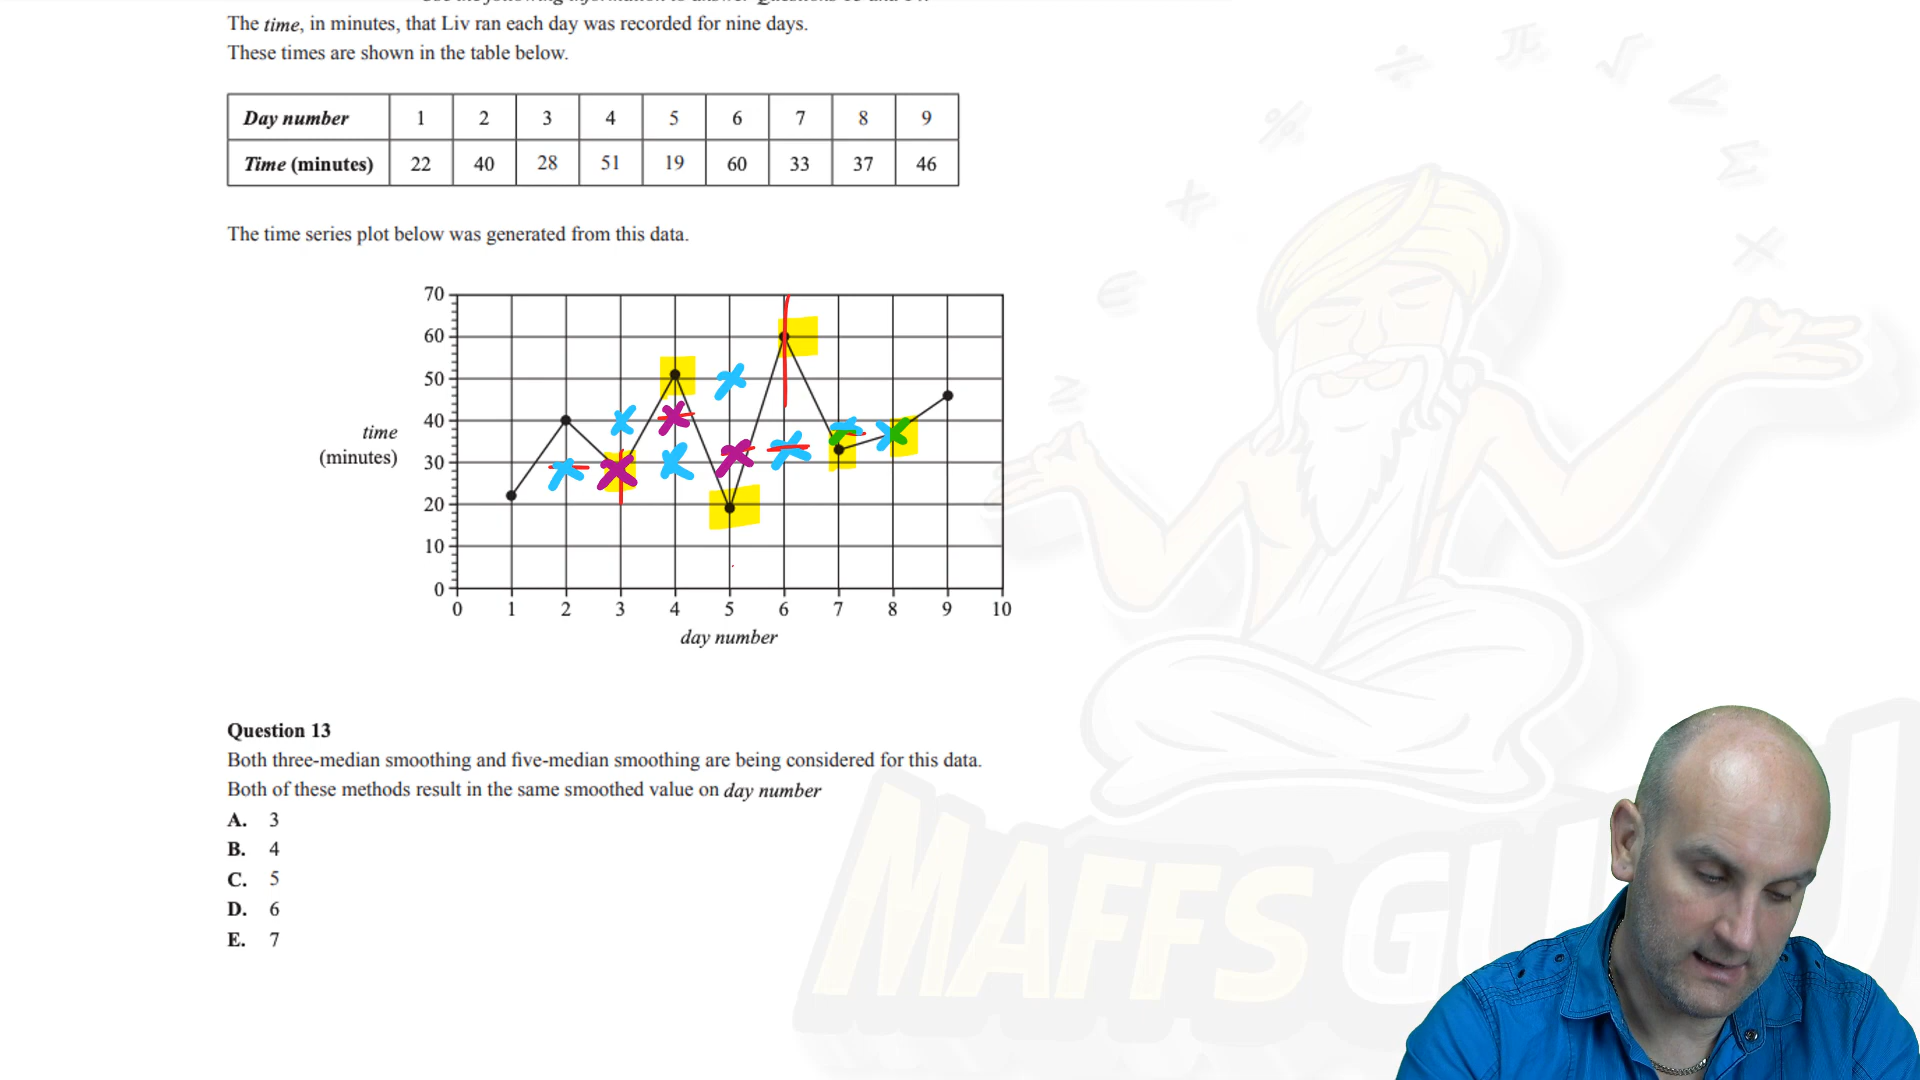 The time, in minutes, that Liv ran each day was recorded for nine days.
These times are shown in the table below.
Day number 1 2 3 4 5 6 7 8 9
Time (minutes) 22 40 28 51 19 60 33 37 46
The time series plot below was generated from this data.
70
60
50
40
30
20
10
0
time
(minutes)
0 1 2 3 4 5 6 7 8 9 10
day number
Question 13
Both three-median smoothing and five-median smoothing are being considered for this data.
Both of these methods result in the same smoothed value on day number
A. 3
B. 4
C. 5
D. 6
E. 7
MAFFS GU